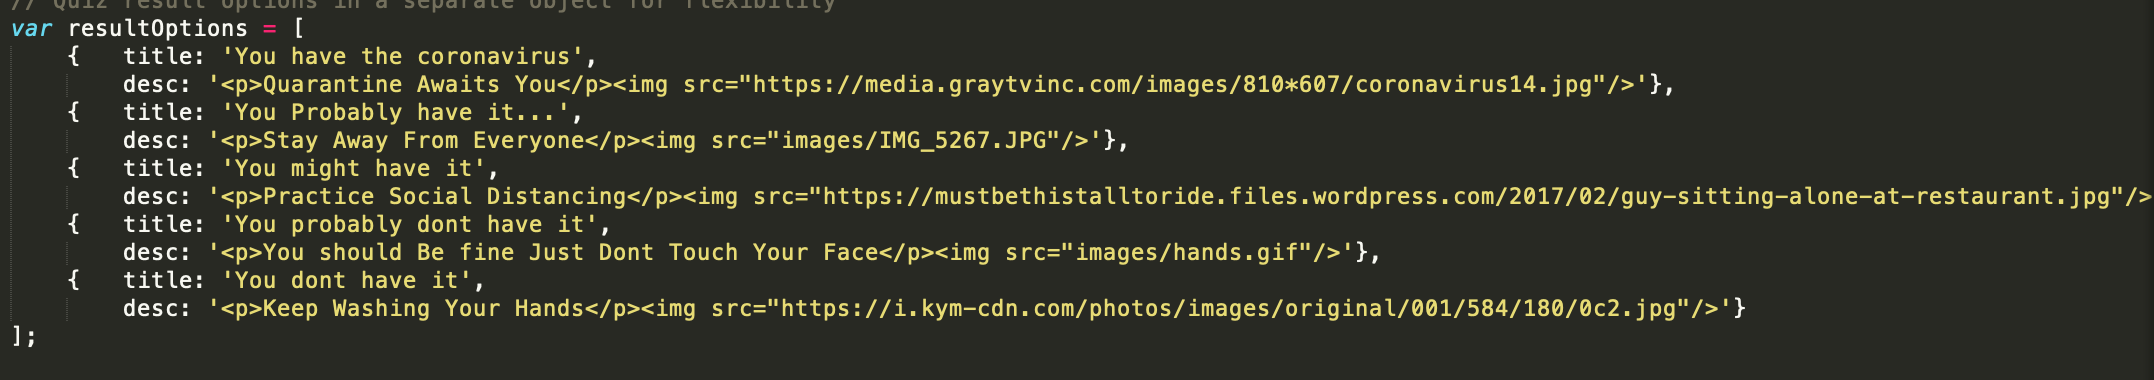 // Quiz result options in a separate object for flexibility
var resultOptions = [
    {   title: 'You have the coronavirus',
        desc: '<p>Quarantine Awaits You</p><img src="https://media.graytvinc.com/images/810*607/coronavirus14.jpg"/>'},
    {   title: 'You Probably have it...',
        desc: '<p>Stay Away From Everyone</p><img src="images/IMG_5267.JPG"/>'},
    {   title: 'You might have it',
        desc: '<p>Practice Social Distancing</p><img src="https://mustbethistalltoride.files.wordpress.com/2017/02/guy-sitting-alone-at-restaurant.jpg"/>
    {   title: 'You probably dont have it',
        desc: '<p>You should Be fine Just Dont Touch Your Face</p><img src="images/hands.gif"/>'},
    {   title: 'You dont have it',
        desc: '<p>Keep Washing Your Hands</p><img src="https://i.kym-cdn.com/photos/images/original/001/584/180/0c2.jpg"/>'}
];